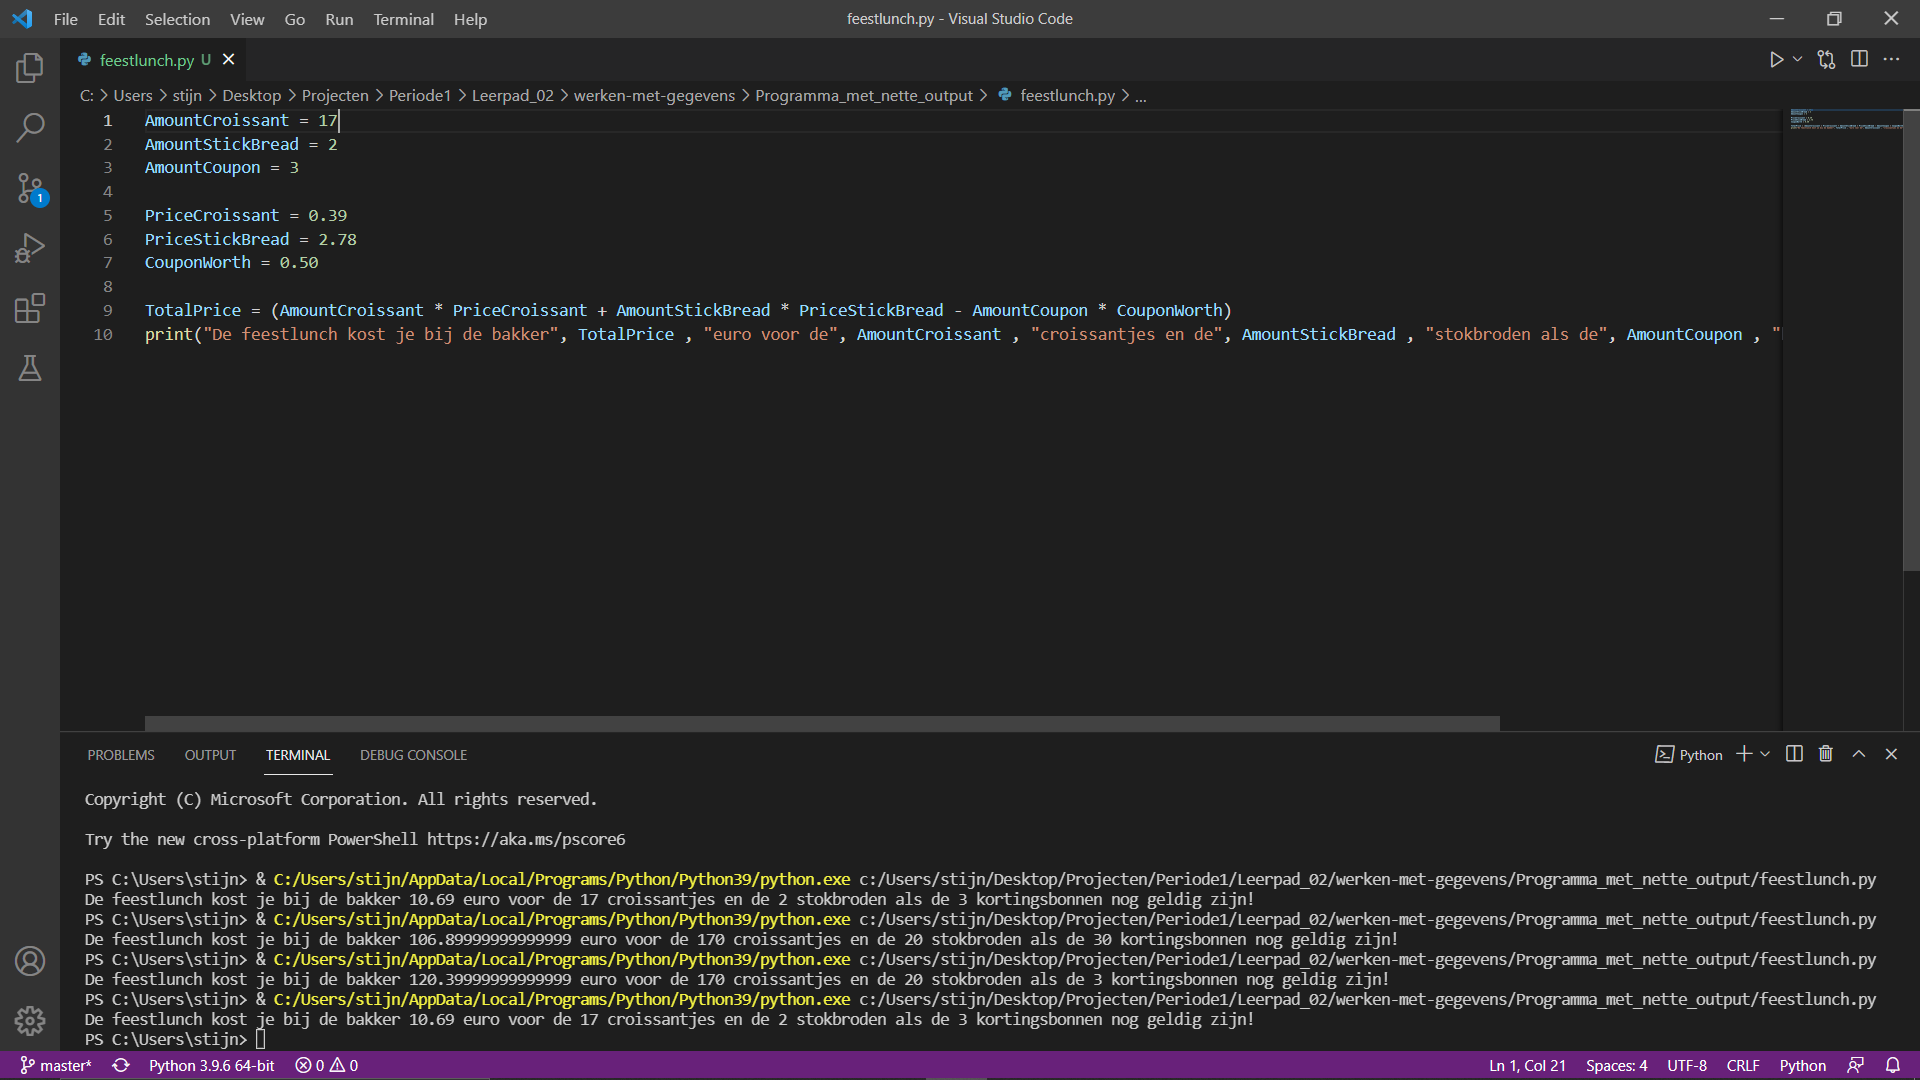 File Edit Selection View Go Run Terminal Help feestlunch.py - Visual Studio Code
feestlunch.py U
C: > Users > stijn > Desktop > Projecten > Periode1 > Leerpad_02 > werken-met-gegevens > Programma_met_nette_output > feestlunch.py > ...
1 AmountCroissant = 17
2 AmountStickBread = 2
3 AmountCoupon = 3
4
5 PriceCroissant = 0.39
6 PriceStickBread = 2.78
7 CouponWorth = 0.50
8
9 TotalPrice = (AmountCroissant * PriceCroissant + AmountStickBread * PriceStickBread - AmountCoupon * CouponWorth)
10 print("De feestlunch kost je bij de bakker", TotalPrice , "euro voor de", AmountCroissant , "croissantjes en de", AmountStickBread , "stokbroden als de", AmountCoupon , "
1
PROBLEMS OUTPUT TERMINAL DEBUG CONSOLE Python
Copyright (C) Microsoft Corporation. All rights reserved.
Try the new cross-platform PowerShell https://aka.ms/pscore6
PS C:\Users\stijn> & C:/Users/stijn/AppData/Local/Programs/Python/Python39/python.exe c:/Users/stijn/Desktop/Projecten/Periode1/Leerpad_02/werken-met-gegevens/Programma_met_nette_output/feestlunch.py
De feestlunch kost je bij de bakker 10.69 euro voor de 17 croissantjes en de 2 stokbroden als de 3 kortingsbonnen nog geldig zijn!
PS C:\Users\stijn> & C:/Users/stijn/AppData/Local/Programs/Python/Python39/python.exe c:/Users/stijn/Desktop/Projecten/Periode1/Leerpad_02/werken-met-gegevens/Programma_met_nette_output/feestlunch.py
De feestlunch kost je bij de bakker 106.89999999999999 euro voor de 170 croissantjes en de 20 stokbroden als de 30 kortingsbonnen nog geldig zijn!
PS C:\Users\stijn> & C:/Users/stijn/AppData/Local/Programs/Python/Python39/python.exe c:/Users/stijn/Desktop/Projecten/Periode1/Leerpad_02/werken-met-gegevens/Programma_met_nette_output/feestlunch.py
De feestlunch kost je bij de bakker 120.39999999999999 euro voor de 170 croissantjes en de 20 stokbroden als de 3 kortingsbonnen nog geldig zijn!
PS C:\Users\stijn> & C:/Users/stijn/AppData/Local/Programs/Python/Python39/python.exe c:/Users/stijn/Desktop/Projecten/Periode1/Leerpad_02/werken-met-gegevens/Programma_met_nette_output/feestlunch.py
De feestlunch kost je bij de bakker 10.69 euro voor de 17 croissantjes en de 2 stokbroden als de 3 kortingsbonnen nog geldig zijn!
PS C:\Users\stijn>
master* Python 3.9.6 64-bit 0 0 Ln 1, Col 21 Spaces: 4 UTF-8 CRLF Python